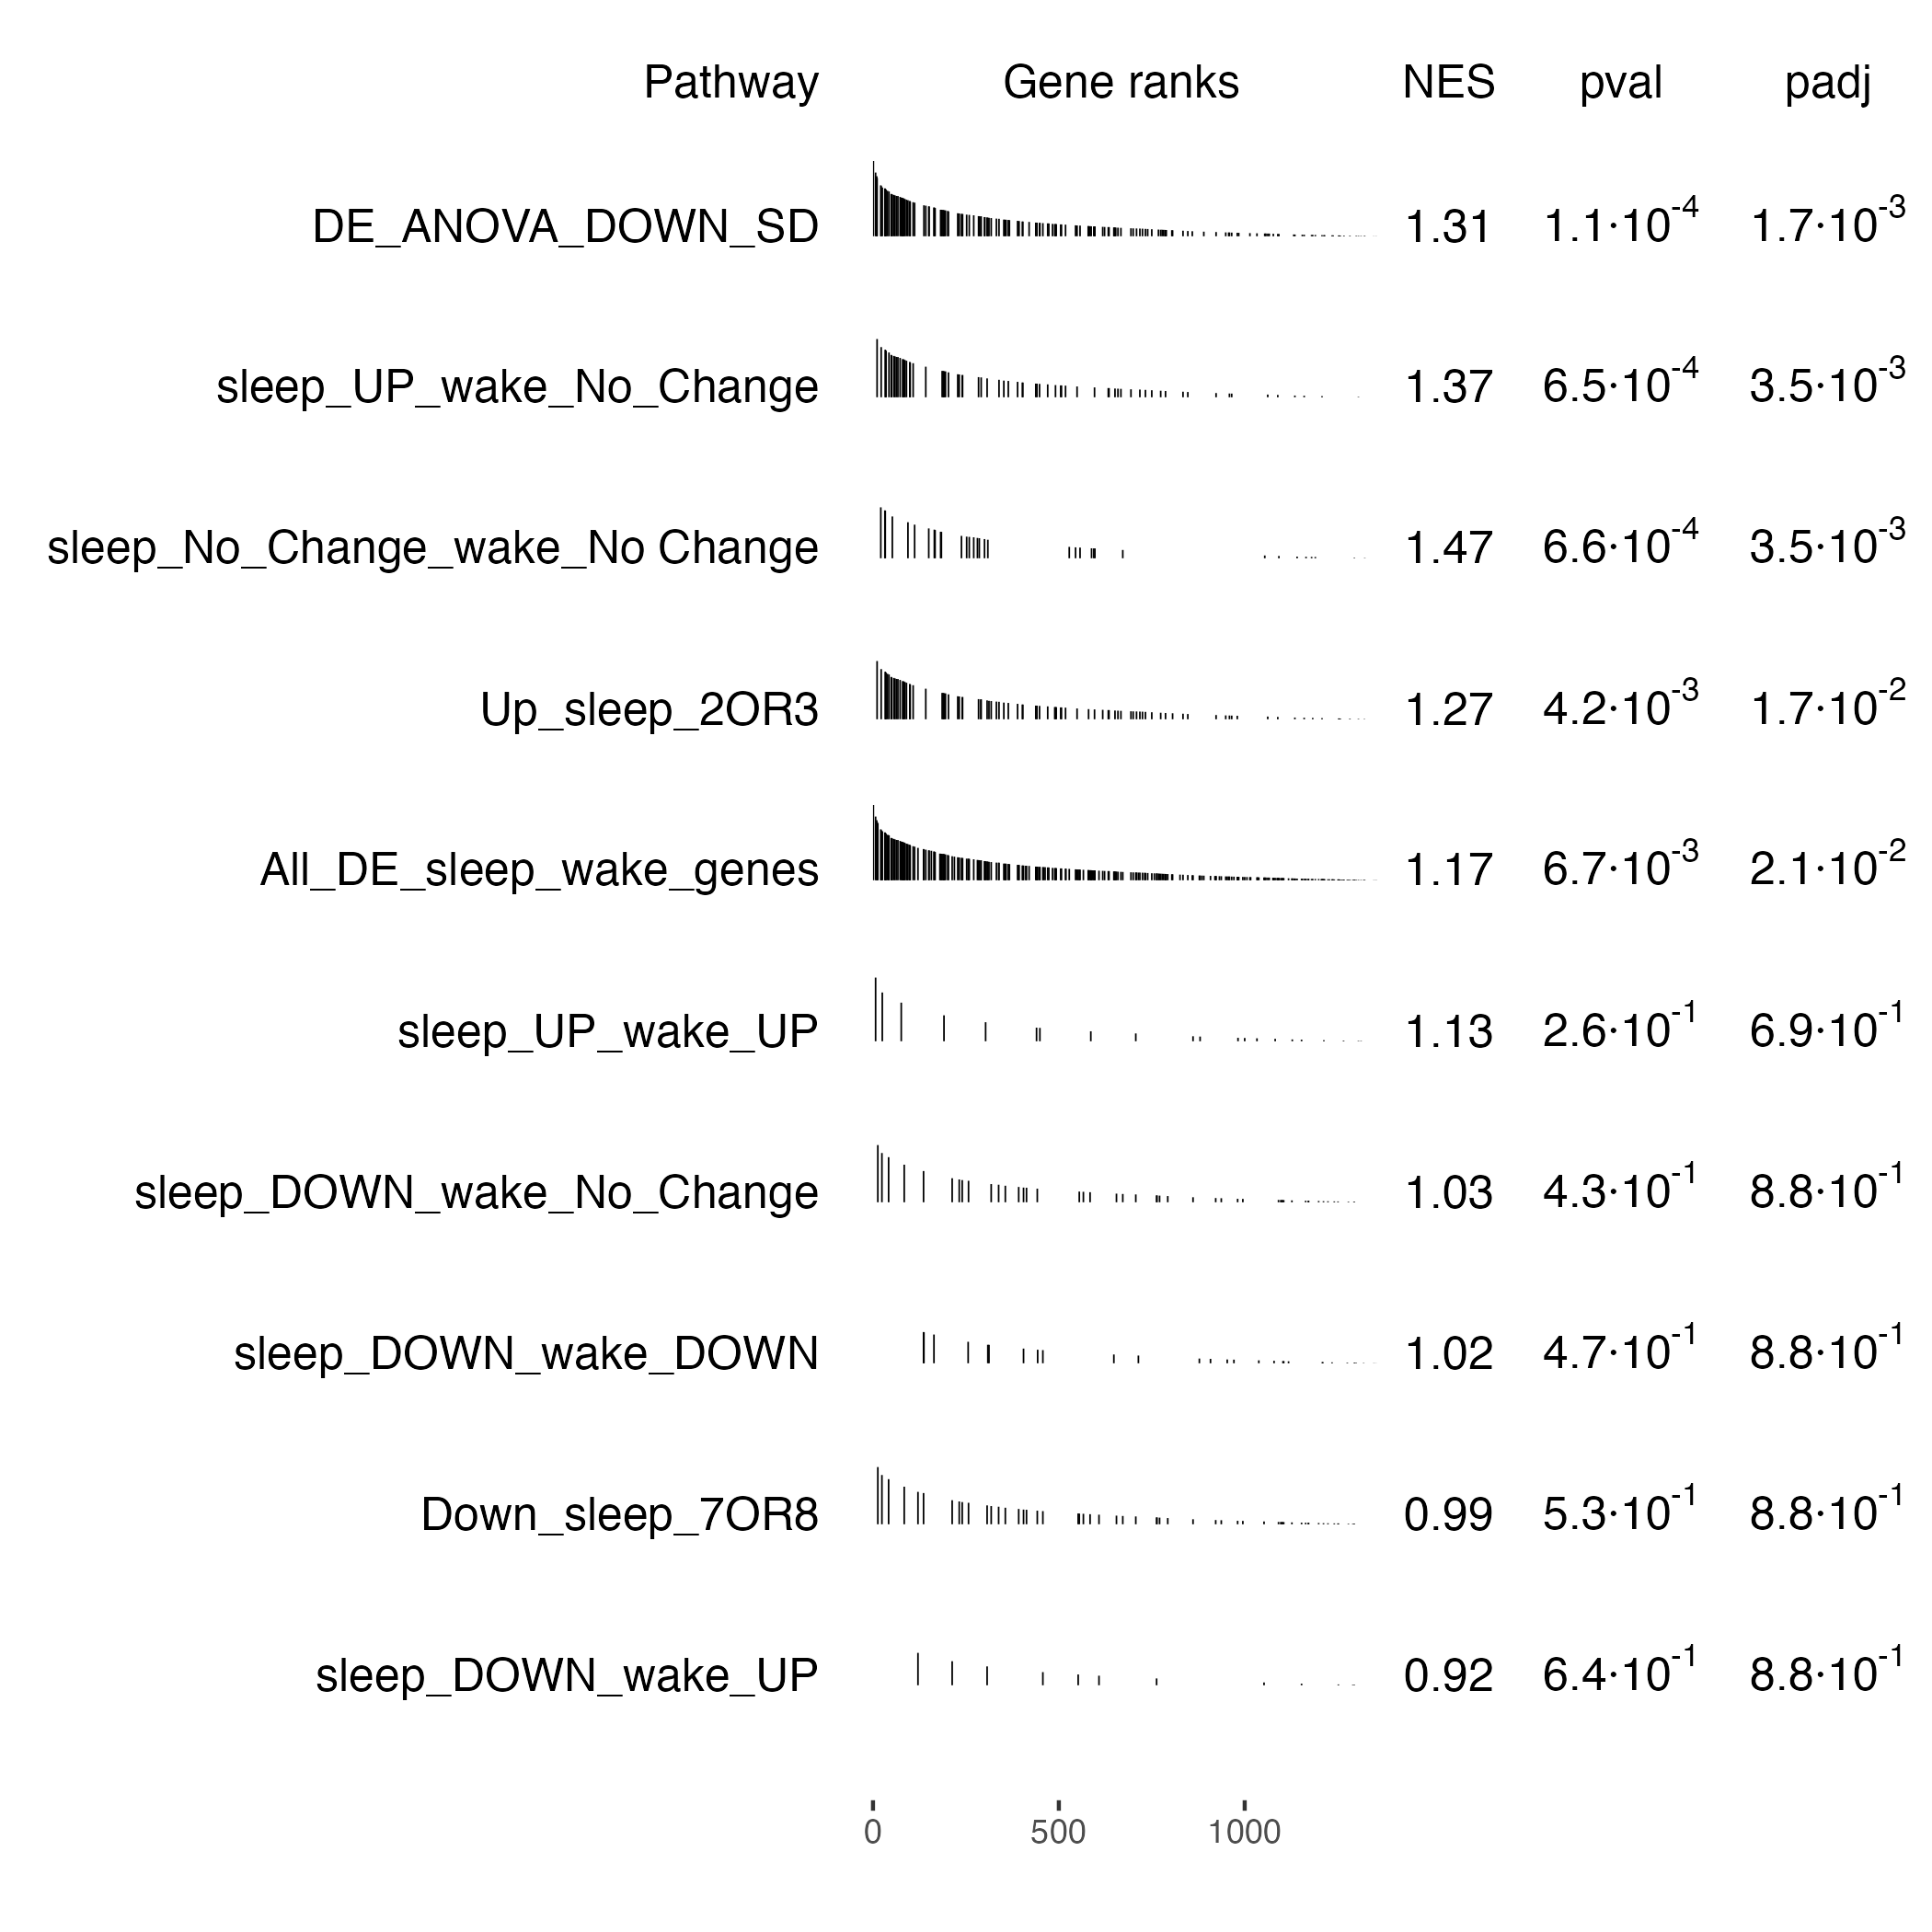 Pathway Gene ranks NES pval padj
DE_ANOVA_DOWN_SD 1.31 1.1·10⁻⁴ 1.7·10⁻³
sleep_UP_wake_No_Change 1.37 6.5·10⁻⁴ 3.5·10⁻³
sleep_No_Change_wake_No Change 1.47 6.6·10⁻⁴ 3.5·10⁻³
Up_sleep_2OR3 1.27 4.2·10⁻³ 1.7·10⁻²
All_DE_sleep_wake_genes 1.17 6.7·10⁻³ 2.1·10⁻²
sleep_UP_wake_UP 1.13 2.6·10⁻¹ 6.9·10⁻¹
sleep_DOWN_wake_No_Change 1.03 4.3·10⁻¹ 8.8·10⁻¹
sleep_DOWN_wake_DOWN 1.02 4.7·10⁻¹ 8.8·10⁻¹
Down_sleep_7OR8 0.99 5.3·10⁻¹ 8.8·10⁻¹
sleep_DOWN_wake_UP 0.92 6.4·10⁻¹ 8.8·10⁻¹
0 500 1000